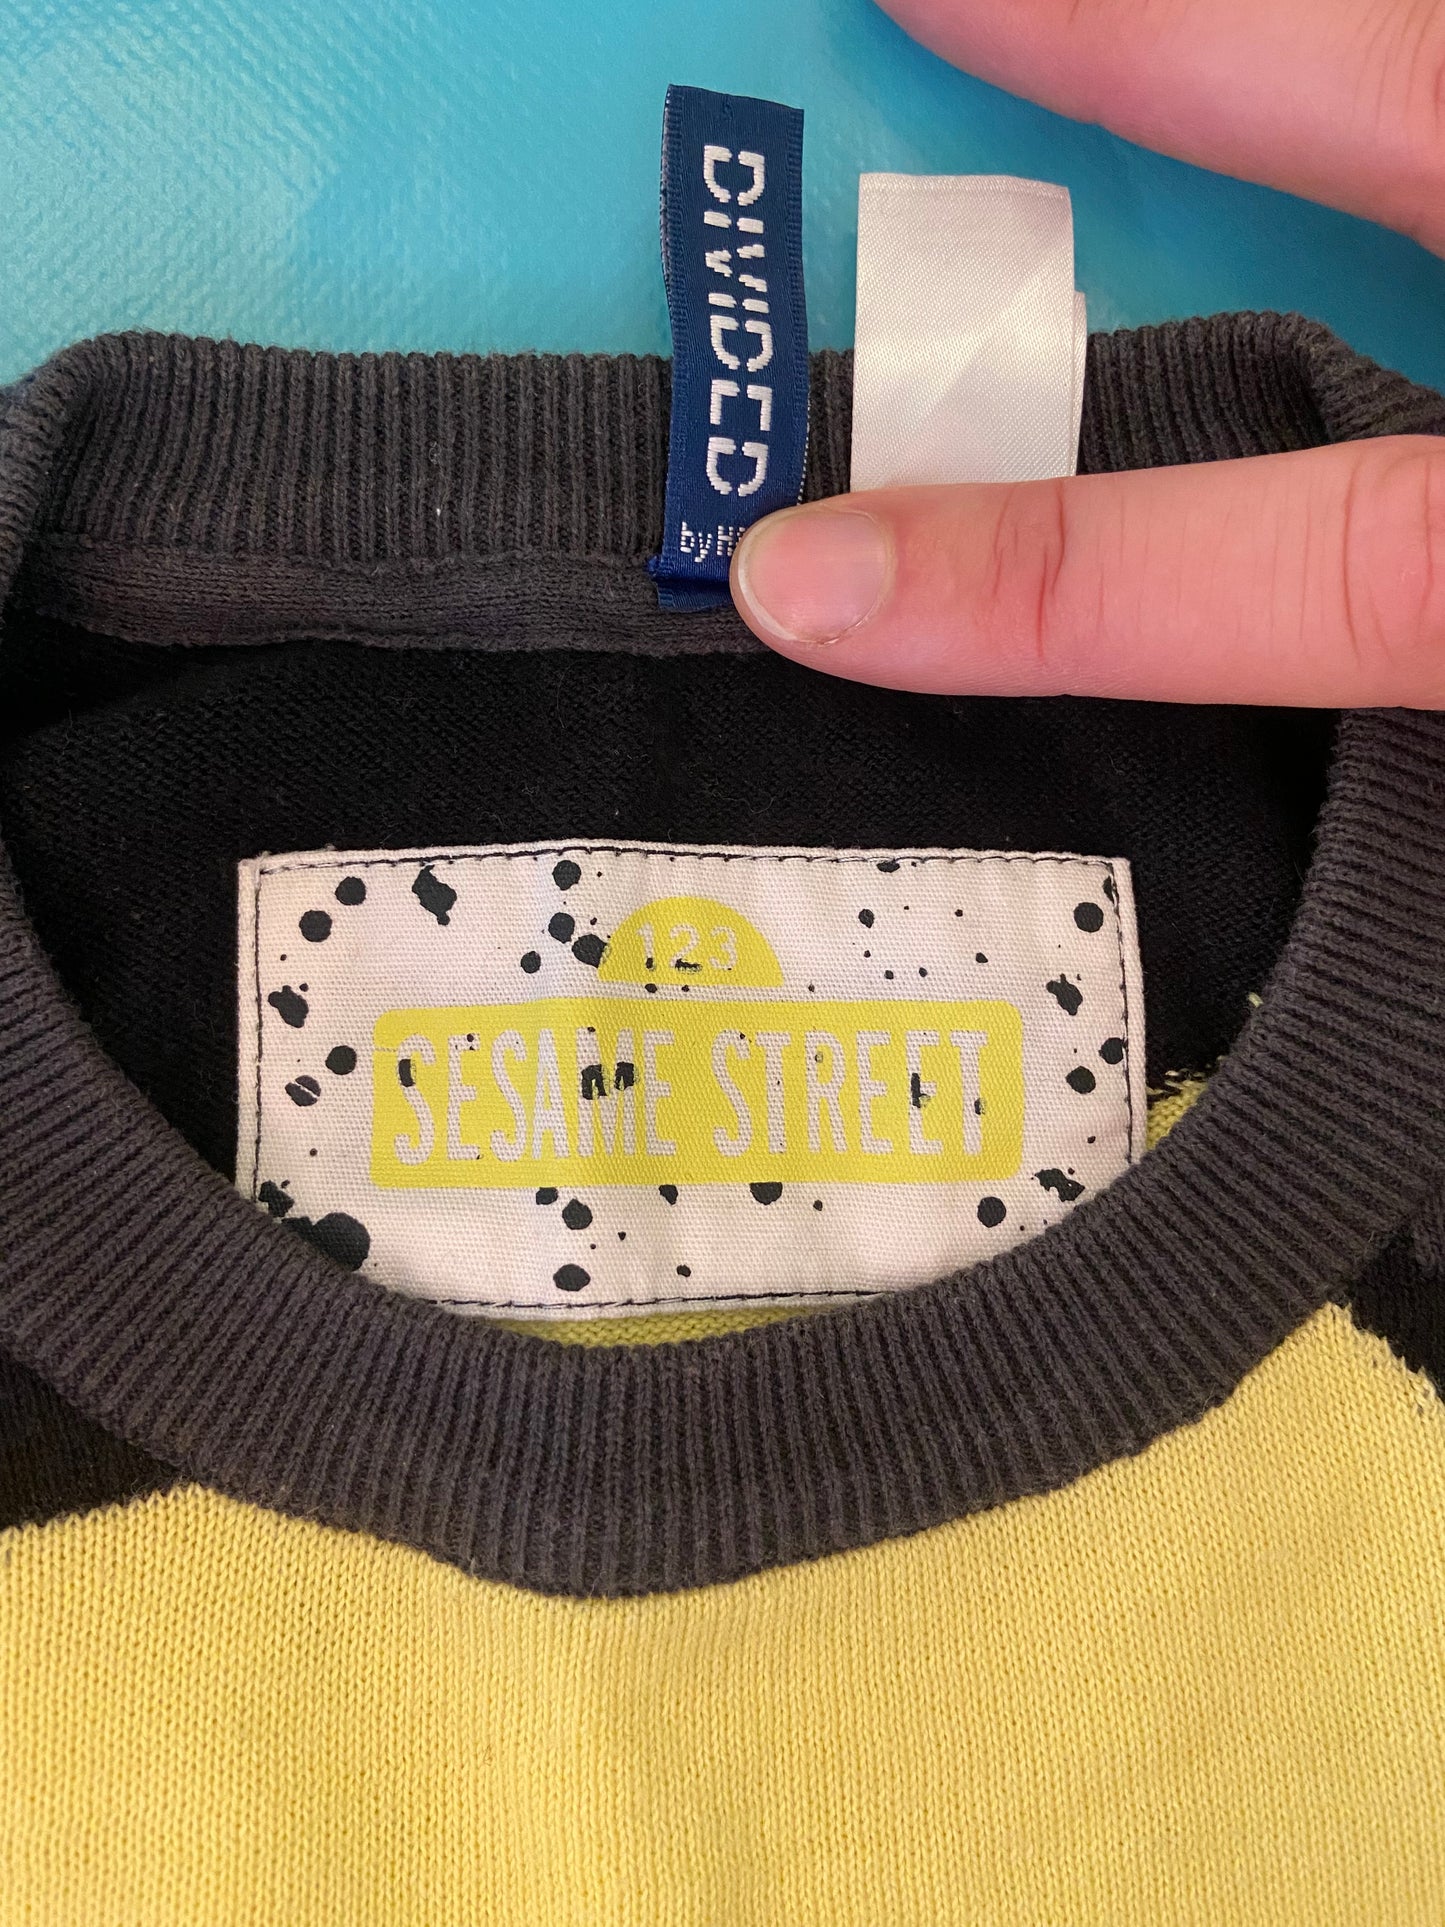 DIVIDED
by
123
SESAME STREET